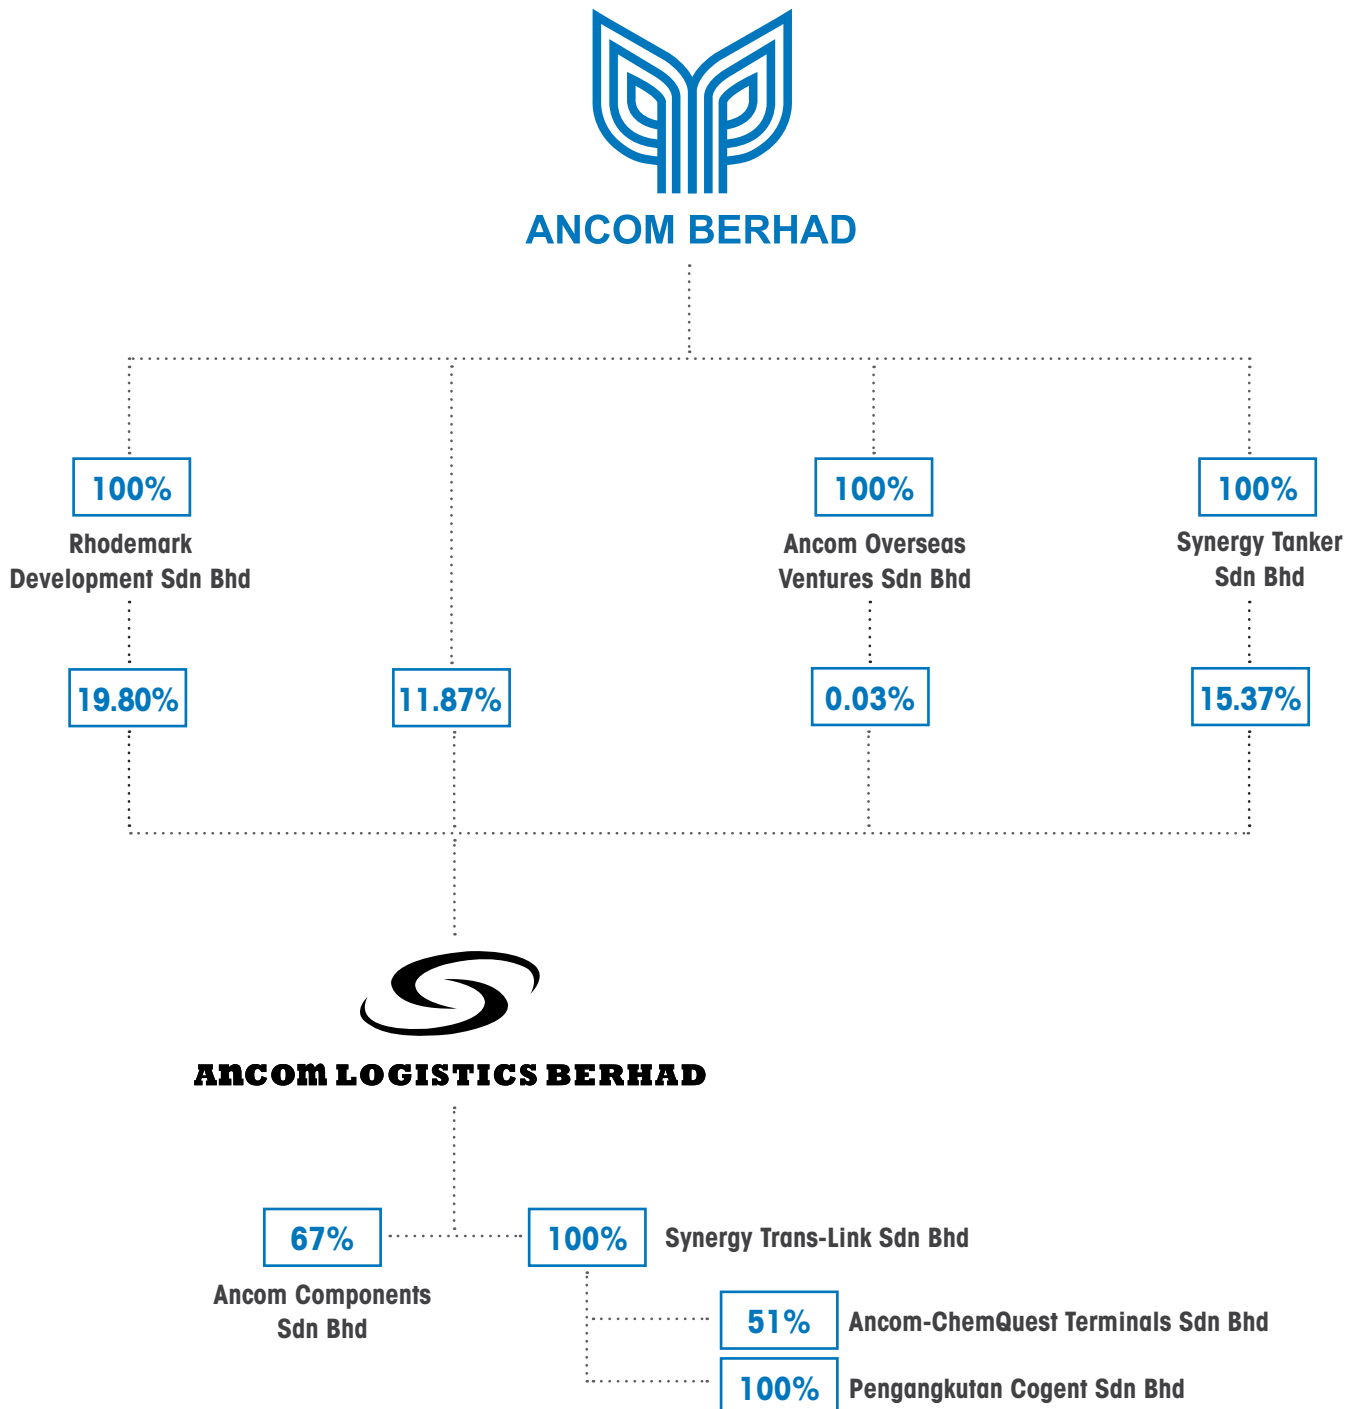 ANCOM BERHAD
100%
Rhodemark
Development Sdn Bhd
100%
Ancom Overseas
Ventures Sdn Bhd
100%
Synergy Tanker
Sdn Bhd
19.80%
11.87%
0.03%
15.37%
ANCOM LOGISTICS BERHAD
67%
Ancom Components
Sdn Bhd
100%
Synergy Trans-Link Sdn Bhd
51%
Ancom-ChemQuest Terminals Sdn Bhd
100%
Pengangkutan Cogent Sdn Bhd